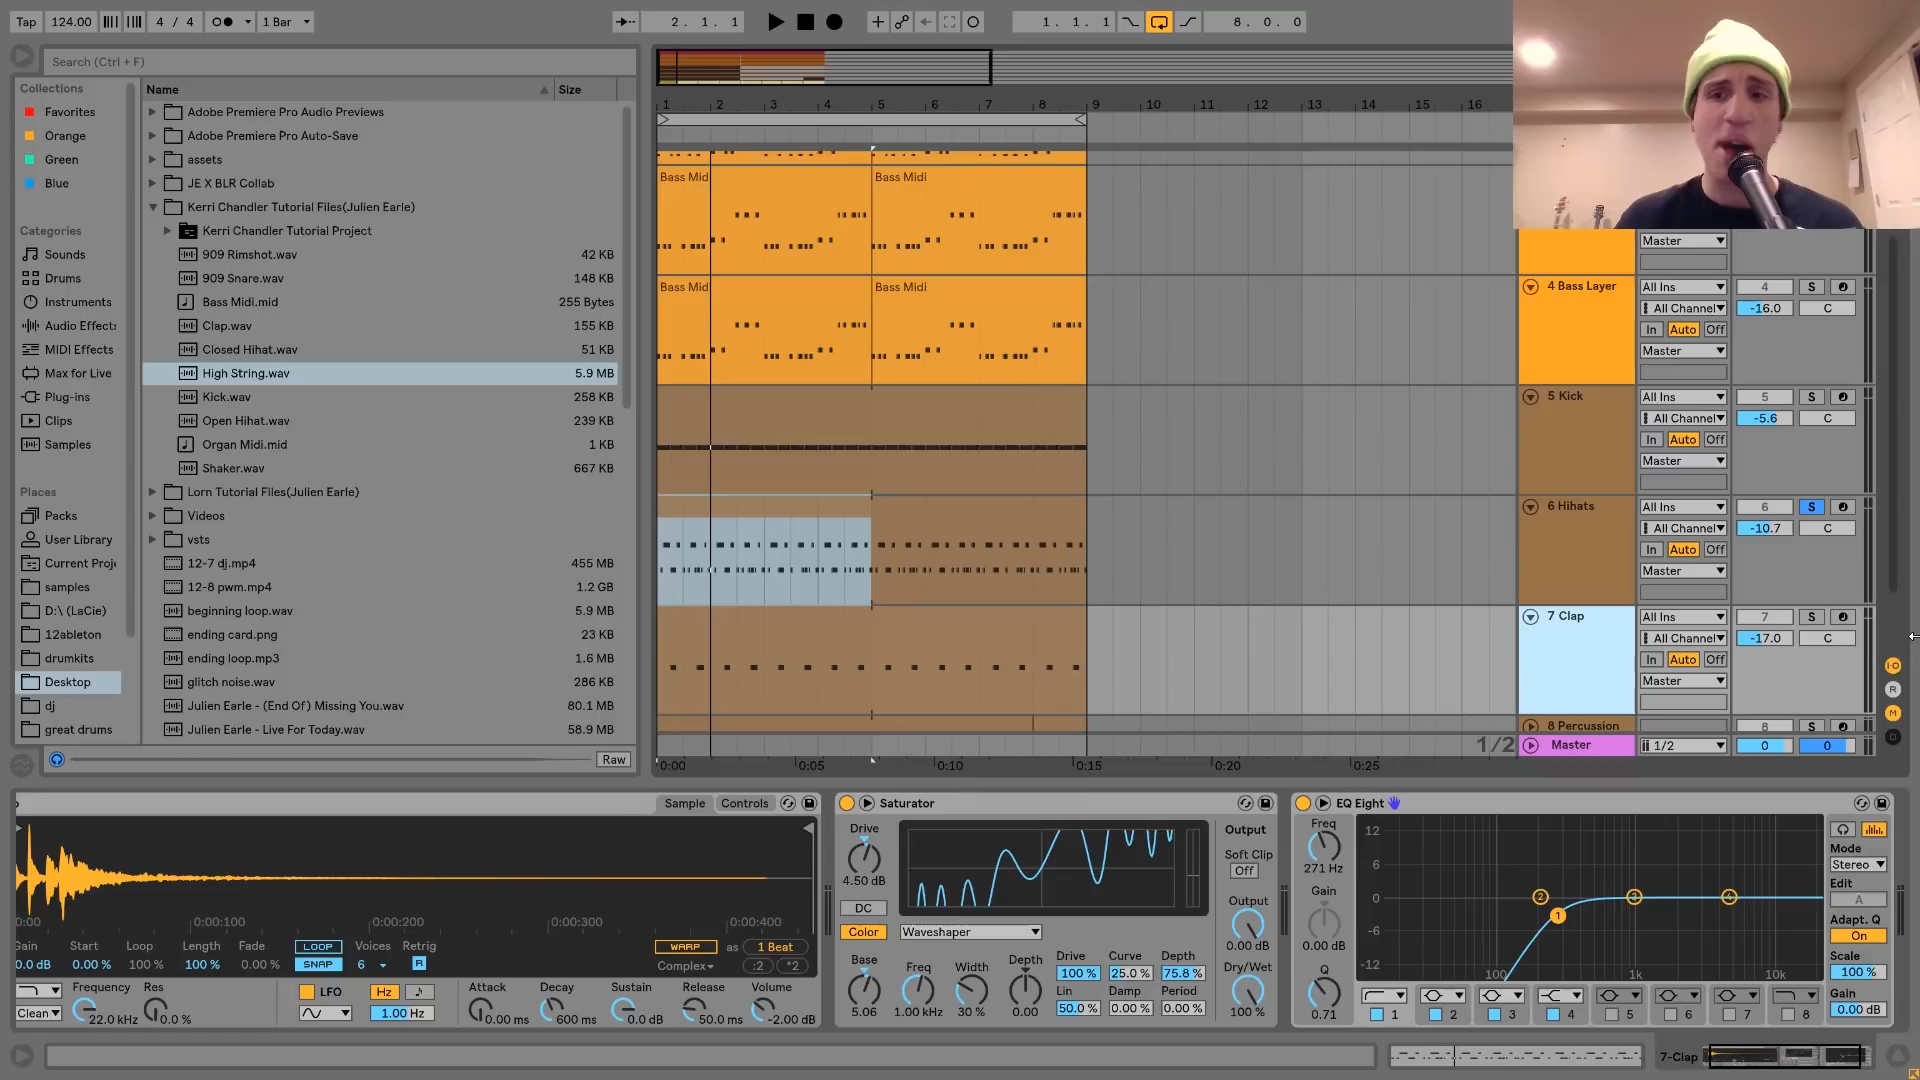 Tap 124.00 4 / 4 1 Bar 2. 1. 1 1. 1. 1 8. 0. 0
Search (Ctrl + F)
Collections
Favorites
Orange
Green
Blue
Categories
Sounds
Drums
Instruments
Audio Effects
MIDI Effects
Max for Live
Plug-ins
Clips
Samples
Places
Packs
User Library
Current Proje
samples
D:\ (LaCie)
12ableton
drumkits
Desktop
dj
great drums
Name Size
Adobe Premiere Pro Audio Previews
Adobe Premiere Pro Auto-Save
assets
JE X BLR Collab
Kerri Chandler Tutorial Files(Julien Earle)
Kerri Chandler Tutorial Project
909 Rimshot.wav 42 KB
909 Snare.wav 148 KB
Bass Midi.mid 255 Bytes
Clap.wav 155 KB
Closed Hihat.wav 51 KB
High String.wav 5.9 MB
Kick.wav 258 KB
Open Hihat.wav 239 KB
Organ Midi.mid 1 KB
Shaker.wav 667 KB
Lorn Tutorial Files(Julien Earle)
Videos
vsts
12-7 dj.mp4 455 MB
12-8 pwm.mp4 1.2 GB
beginning loop.wav 5.9 MB
ending card.png 23 KB
ending loop.mp3 1.6 MB
glitch noise.wav 286 KB
Julien Earle - (End Of) Missing You.wav 80.1 MB
Julien Earle - Live For Today.wav 58.9 MB
Raw
1 2 3 4 5 6 7 8 9 10 11 12 13 14 15 16
Bass Mid Bass Midi
Bass Mid Bass Midi
1/2
0:00 0:05 0:10 0:15 0:20 0:25
Master
4 Bass Layer All Ins 4 S
All Channel -16.0 C
In Auto Off
Master
5 Kick All Ins 5 S
All Channel -5.6 C
In Auto Off
Master
6 Hihats All Ins 6 S
All Channel -10.7 C
In Auto Off
Master
7 Clap All Ins 7 S
All Channel -17.0 C
In Auto Off
Master
8 Percussion 8 S
Master 1/2 0 0
I-O
R
M
D
Sample Controls
0:00 0:00:100 0:00:200 0:00:300 0:00:400
Gain Start Loop Length Fade LOOP Voices Retrig WARP as 1 Beat
0.0 dB 0.00 % 100 % 100 % 0.00 % SNAP 6 R Complex :2 *2
Frequency Res LFO Hz Attack Decay Sustain Release Volume
Clean 22.0 kHz 0.0 % 1.00 Hz 0.00 ms 600 ms 0.0 dB 50.0 ms -2.00 dB
Saturator
Drive
4.50 dB
DC
Color Waveshaper
Base Freq Width Depth
5.06 1.00 kHz 30 % 0.00
Drive Curve Depth
100 % 25.0 % 75.8 %
Lin Damp Period
50.0 % 0.00 % 0.00 %
Output
Soft Clip
Off
Output
0.00 dB
Dry/Wet
100 %
EQ Eight
Freq
271 Hz
Gain
0.00 dB
Q
0.71
12
6
0
-6
-12
1 2 3 4
100 1k 10k
1 2 3 4 5 6 7 8
Mode
Stereo
Edit
A
Adapt. Q
On
Scale
100 %
Gain
0.00 dB
7-Clap